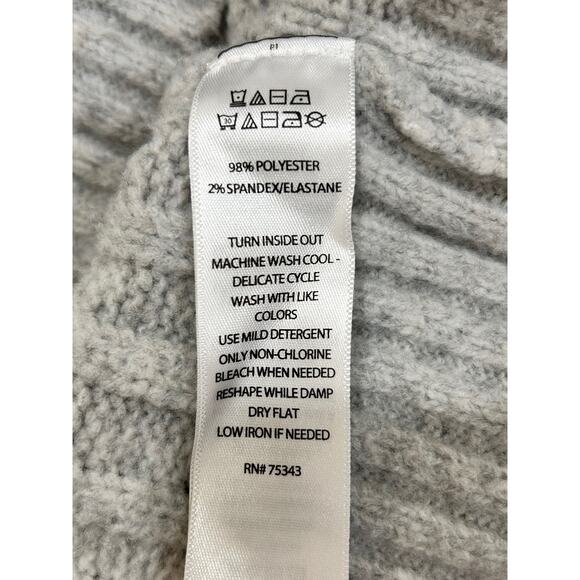 30
98% POLYESTER
2% SPANDEX/ELASTANE
TURN INSIDE OUT
MACHINE WASH COOL -
DELICATE CYCLE
WASH WITH LIKE
COLORS
USE MILD DETERGENT
ONLY NON-CHLORINE
BLEACH WHEN NEEDED
RESHAPE WHILE DAMP
DRY FLAT
LOW IRON IF NEEDED
RN# 75343